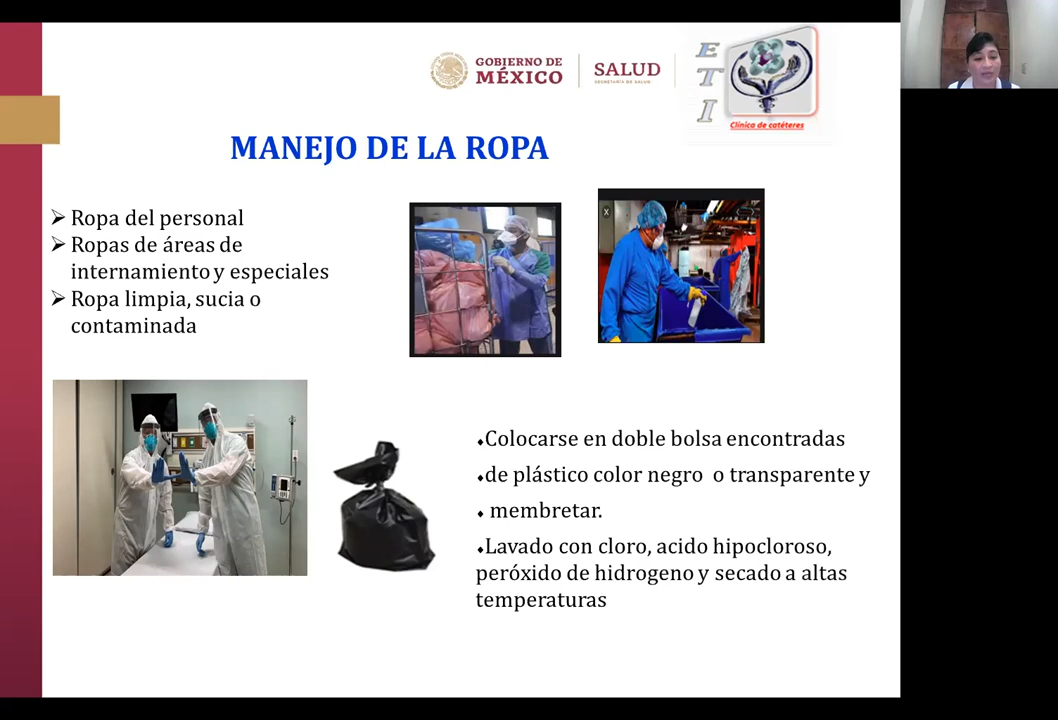 GOBIERNO DE
MÉXICO
SALUD
SECRETARÍA DE SALUD
ETI
Clínica de catéteres
MANEJO DE LA ROPA
Ropa del personal
Ropas de áreas de
internamiento y especiales
Ropa limpia, sucia o
contaminada
X
Colocarse en doble bolsa encontradas
de plástico color negro o transparente y
membretar.
Lavado con cloro, acido hipocloroso,
peróxido de hidrogeno y secado a altas
temperaturas